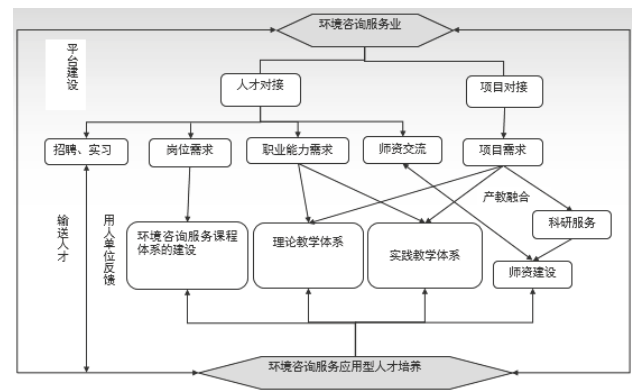 环境咨询服务业
平台建设
人才对接
项目对接
招聘、实习
岗位需求
职业能力需求
师资交流
项目需求
产教融合
科研服务
输送人才
用人单位反馈
环境咨询服务课程
体系的建设
理论教学体系
实践教学体系
师资建设
环境咨询服务应用型人才培养